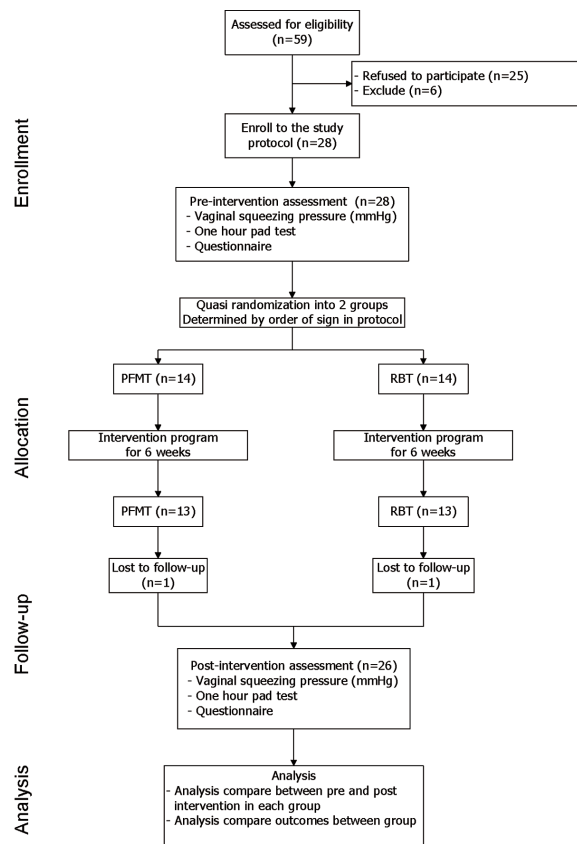 Assessed for eligibility
(n=59)
- Refused to participate (n=25)
- Exclude (n=6)
Enrollment
Enroll to the study
protocol (n=28)
Pre-intervention assessment (n=28)
- Vaginal squeezing pressure (mmHg)
- One hour pad test
- Questionnaire
Quasi randomization into 2 groups
Determined by order of sign in protocol
Allocation
PFMT (n=14)
RBT (n=14)
Intervention program
for 6 weeks
Intervention program
for 6 weeks
PFMT (n=13)
RBT (n=13)
Follow-up
Lost to follow-up
(n=1)
Lost to follow-up
(n=1)
Post-intervention assessment (n=26)
- Vaginal squeezing pressure (mmHg)
- One hour pad test
- Questionnaire
Analysis
Analysis
- Analysis compare between pre and post
intervention in each group
- Analysis compare outcomes between group